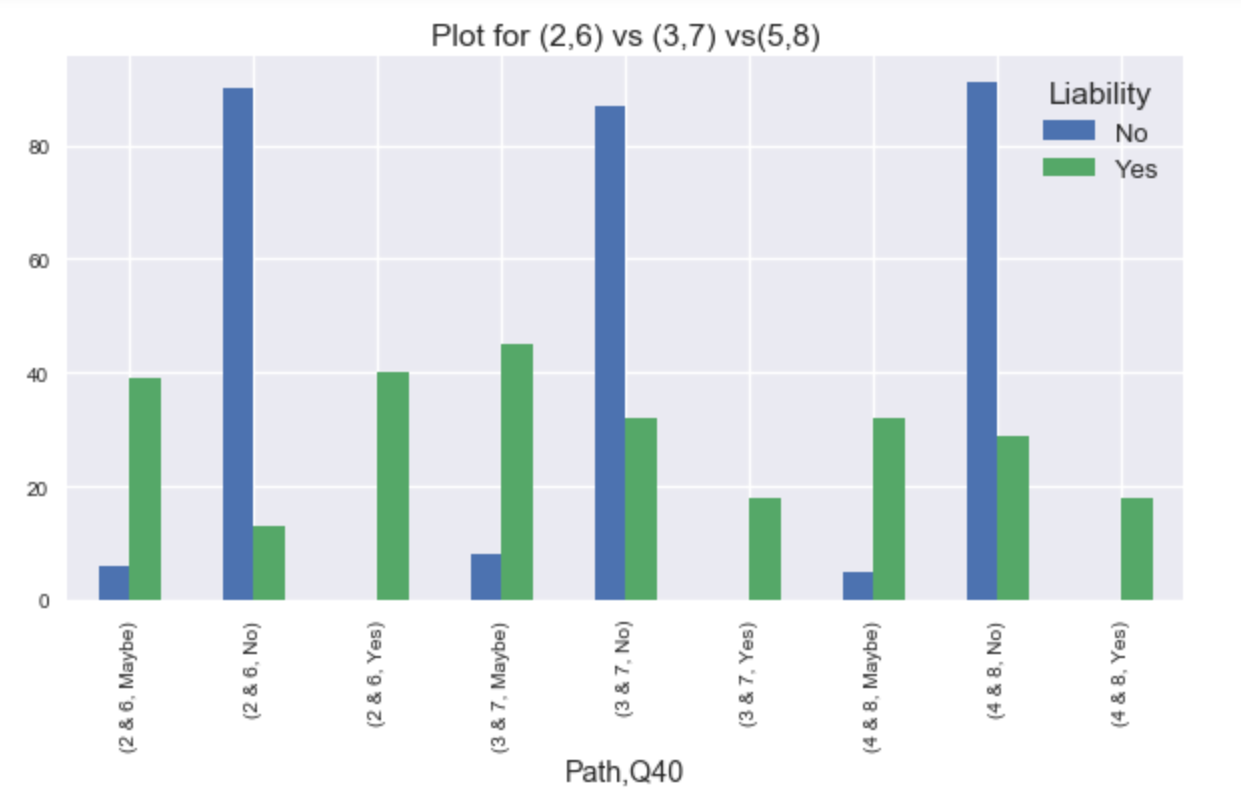 Plot for (2,6) vs (3,7) vs(5,8)
Liability
No
Yes
80
60
40
20
0
(2 & 6, Maybe)
(2 & 6, No)
(2 & 6, Yes)
(3 & 7, Maybe)
(3 & 7, No)
(3 & 7, Yes)
(4 & 8, Maybe)
(4 & 8, No)
(4 & 8, Yes)
Path,Q40